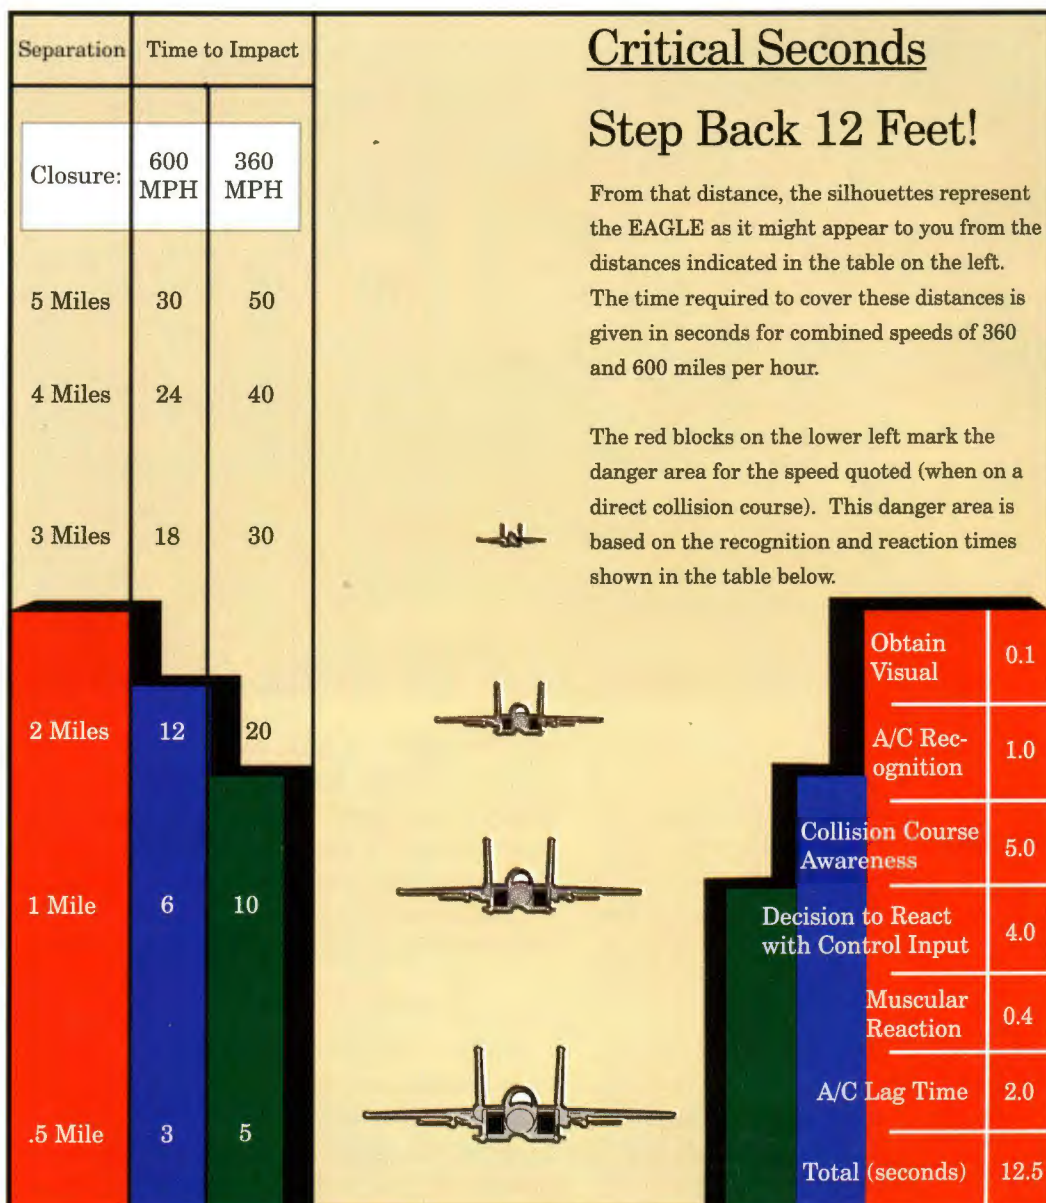 Separation Time to Impact
Closure: 600 MPH 360 MPH
5 Miles 30 50
4 Miles 24 40
3 Miles 18 30
2 Miles 12 20
1 Mile 6 10
.5 Mile 3 5
Critical Seconds
Step Back 12 Feet!
From that distance, the silhouettes represent
the EAGLE as it might appear to you from the
distances indicated in the table on the left.
The time required to cover these distances is
given in seconds for combined speeds of 360
and 600 miles per hour.
The red blocks on the lower left mark the
danger area for the speed quoted (when on a
direct collision course). This danger area is
based on the recognition and reaction times
shown in the table below.
Obtain
Visual 0.1
A/C Rec-
ognition 1.0
Collision Course
Awareness 5.0
Decision to React
with Control Input 4.0
Muscular
Reaction 0.4
A/C Lag Time 2.0
Total (seconds) 12.5